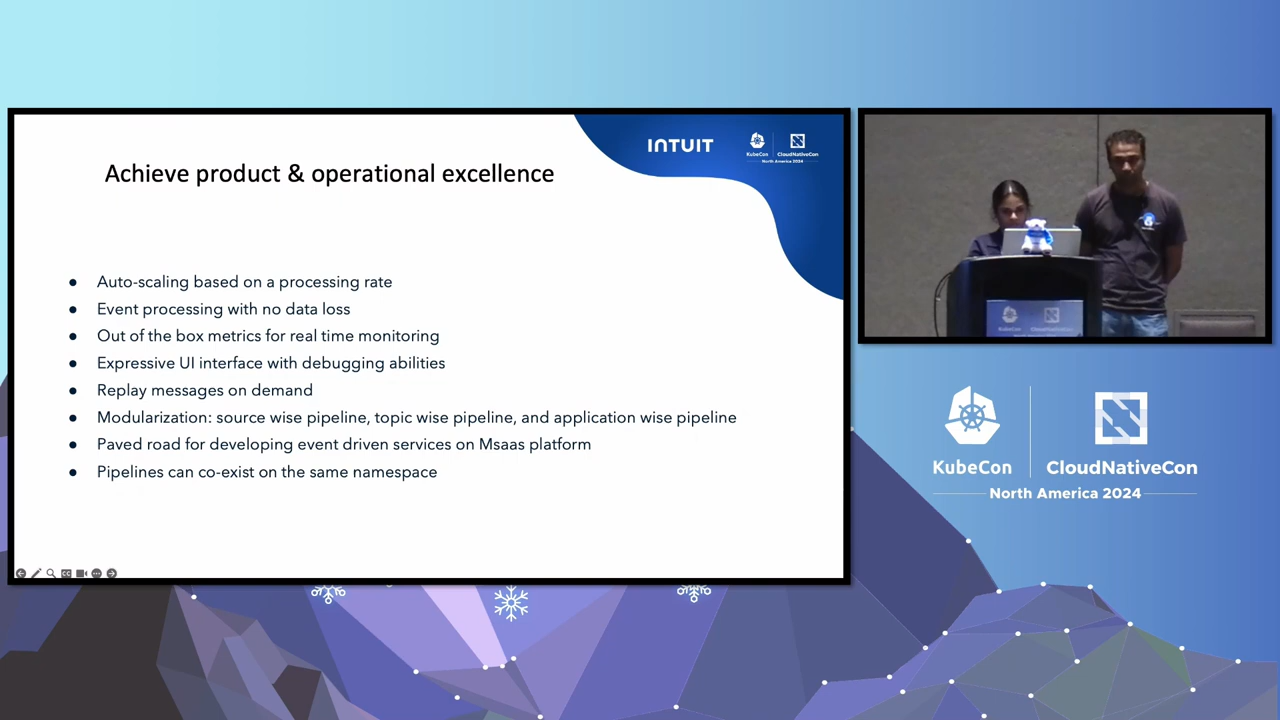 INTUIT
KubeCon
CloudNativeCon
North America 2024
Achieve product & operational excellence
● Auto-scaling based on a processing rate
● Event processing with no data loss
● Out of the box metrics for real time monitoring
● Expressive UI interface with debugging abilities
● Replay messages on demand
● Modularization: source wise pipeline, topic wise pipeline, and application wise pipeline
● Paved road for developing event driven services on Msaas platform
● Pipelines can co-exist on the same namespace
KubeCon
CloudNativeCon
North America 2024